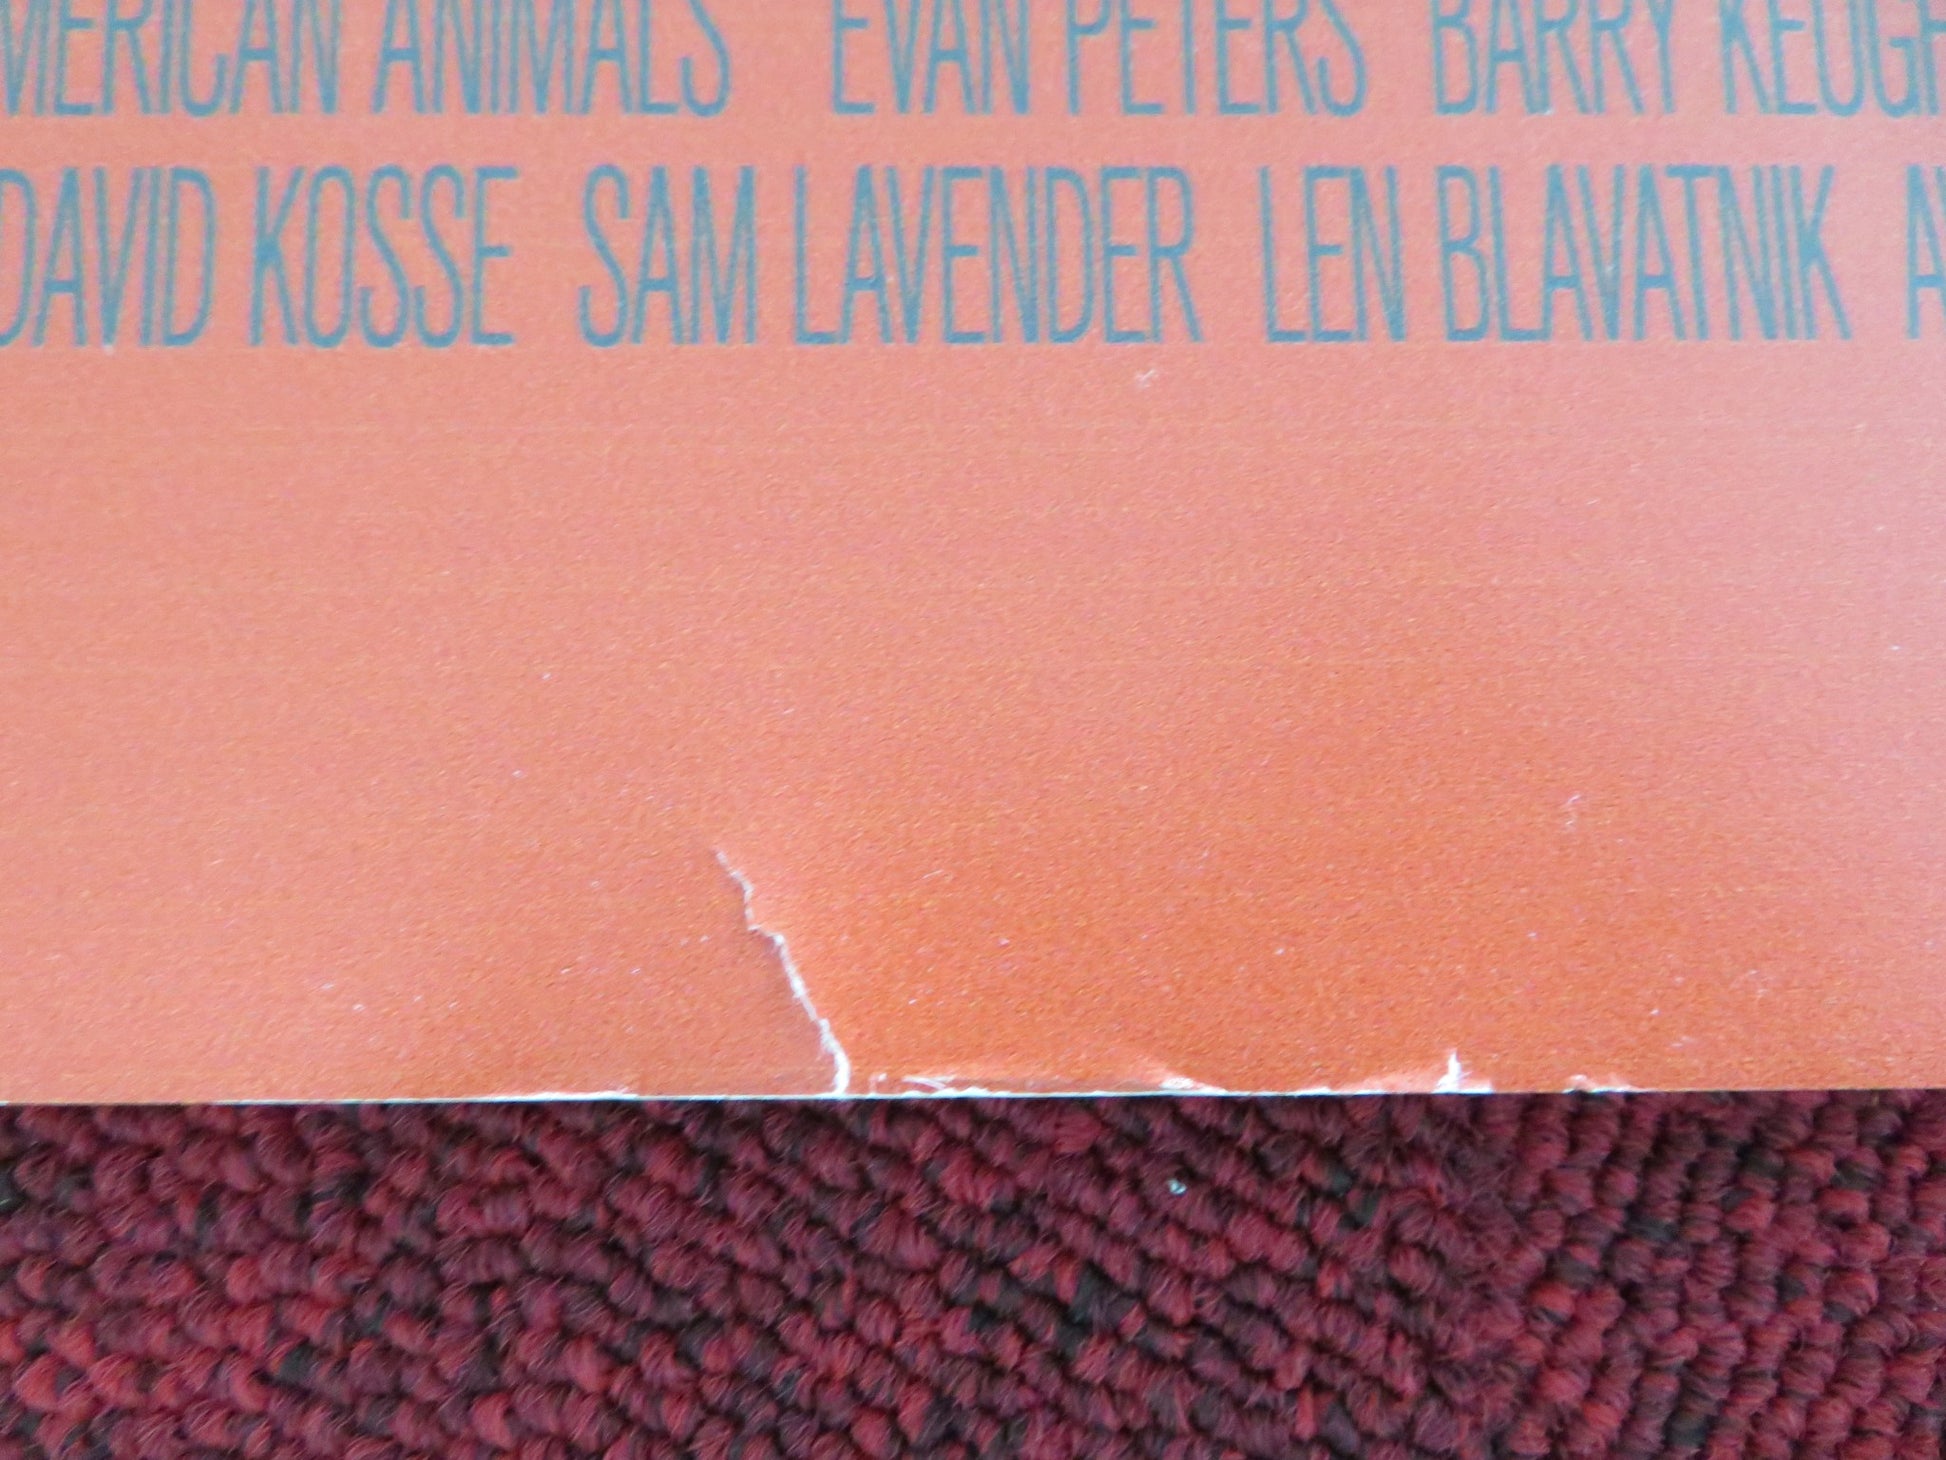 MERICAN ANIMALS EVAN PETERS BARRY KEOGH
DAVID KOSSE SAM LAVENDER LEN BLAVATNIK